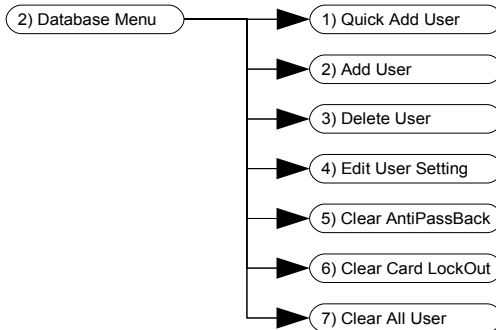 2) Database Menu
1) Quick Add User
2) Add User
3) Delete User
4) Edit User Setting
5) Clear AntiPassBack
6) Clear Card LockOut
7) Clear All User